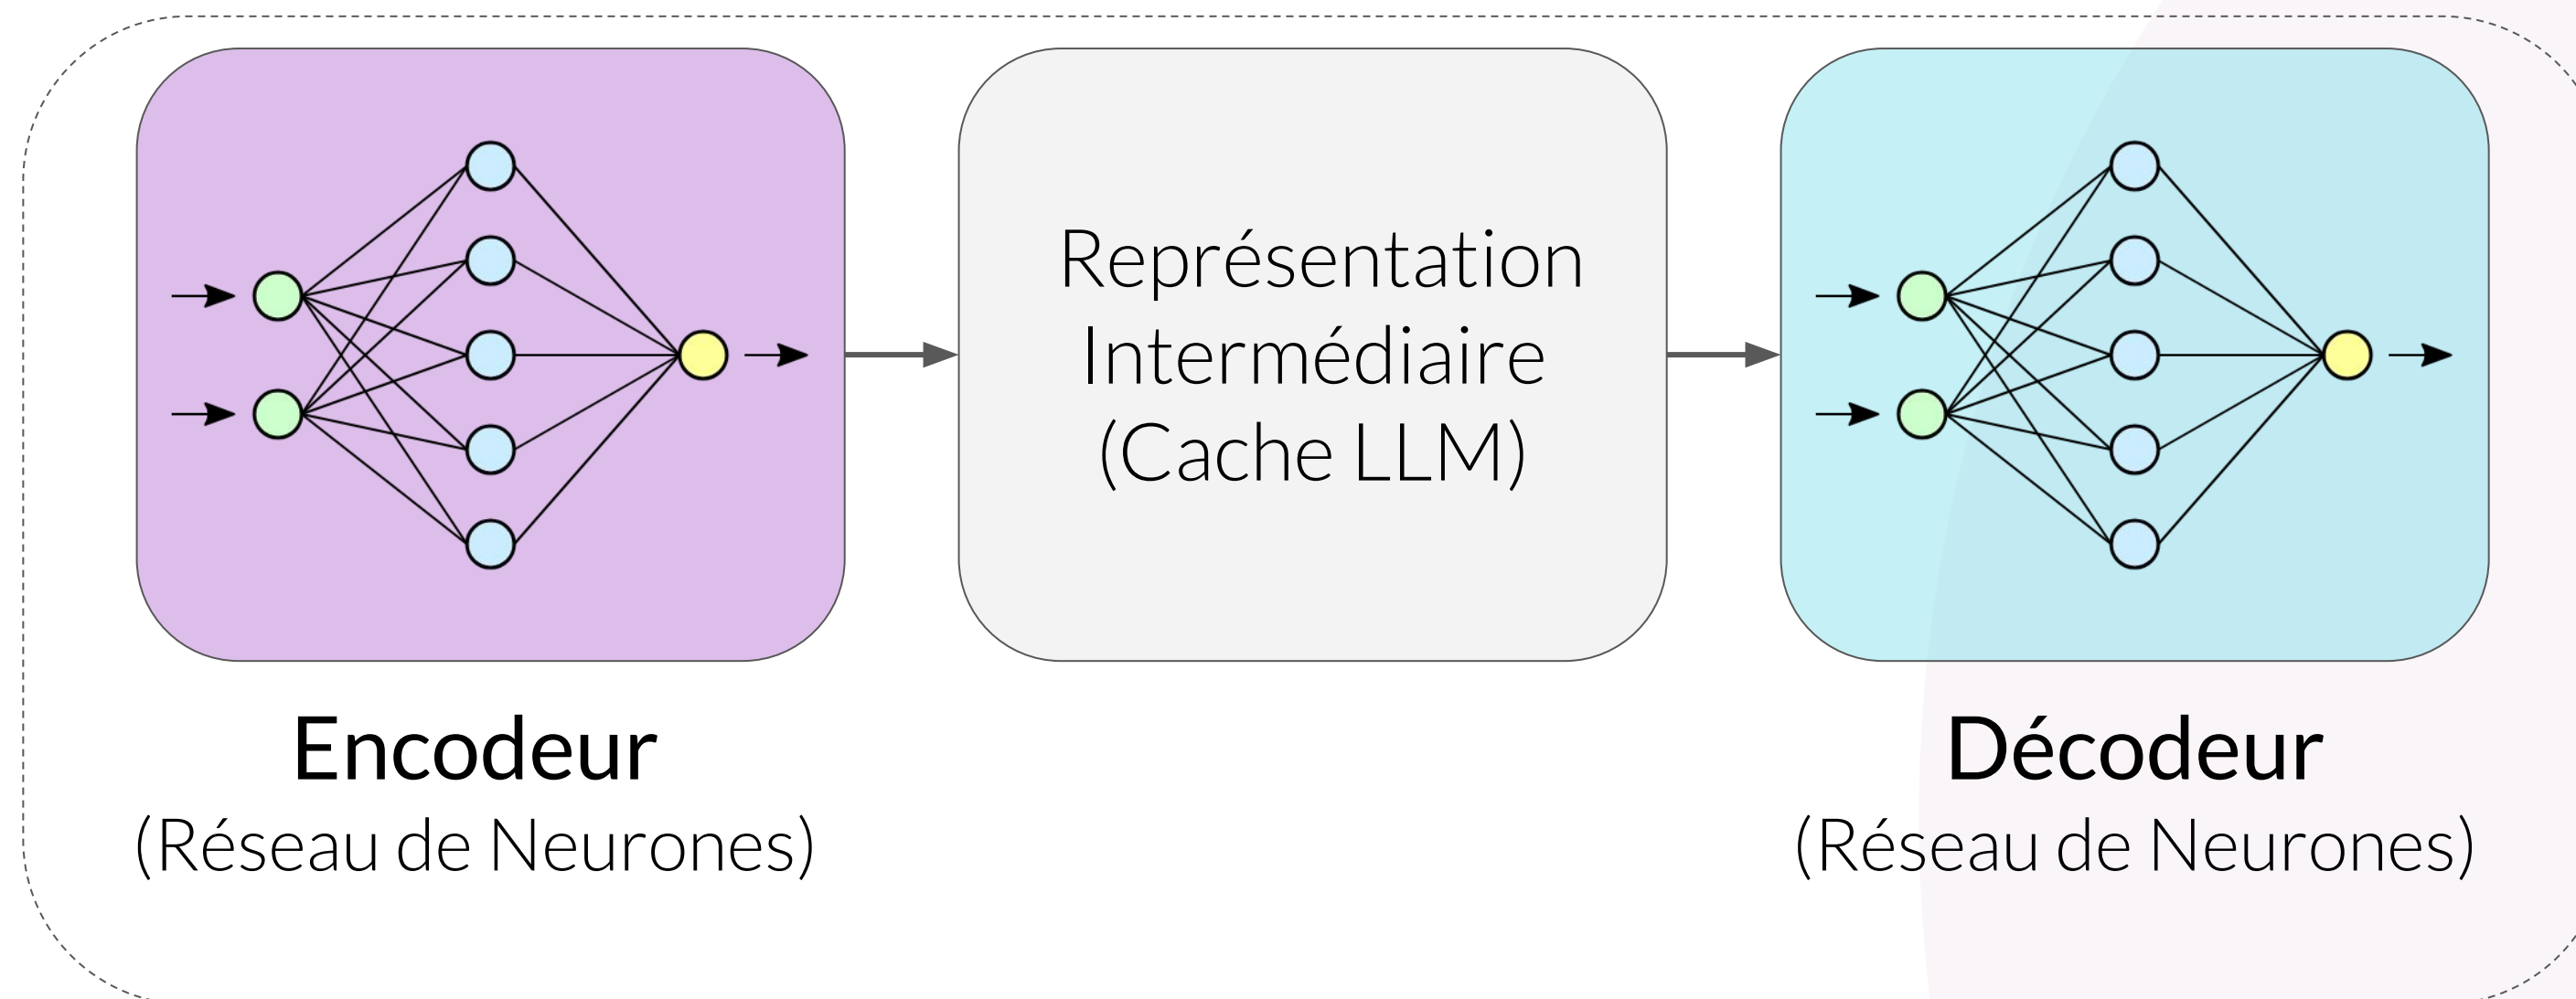 Représentation
Intermédiaire
(Cache LLM)
Encodeur
(Réseau de Neurones)
Décodeur
(Réseau de Neurones)